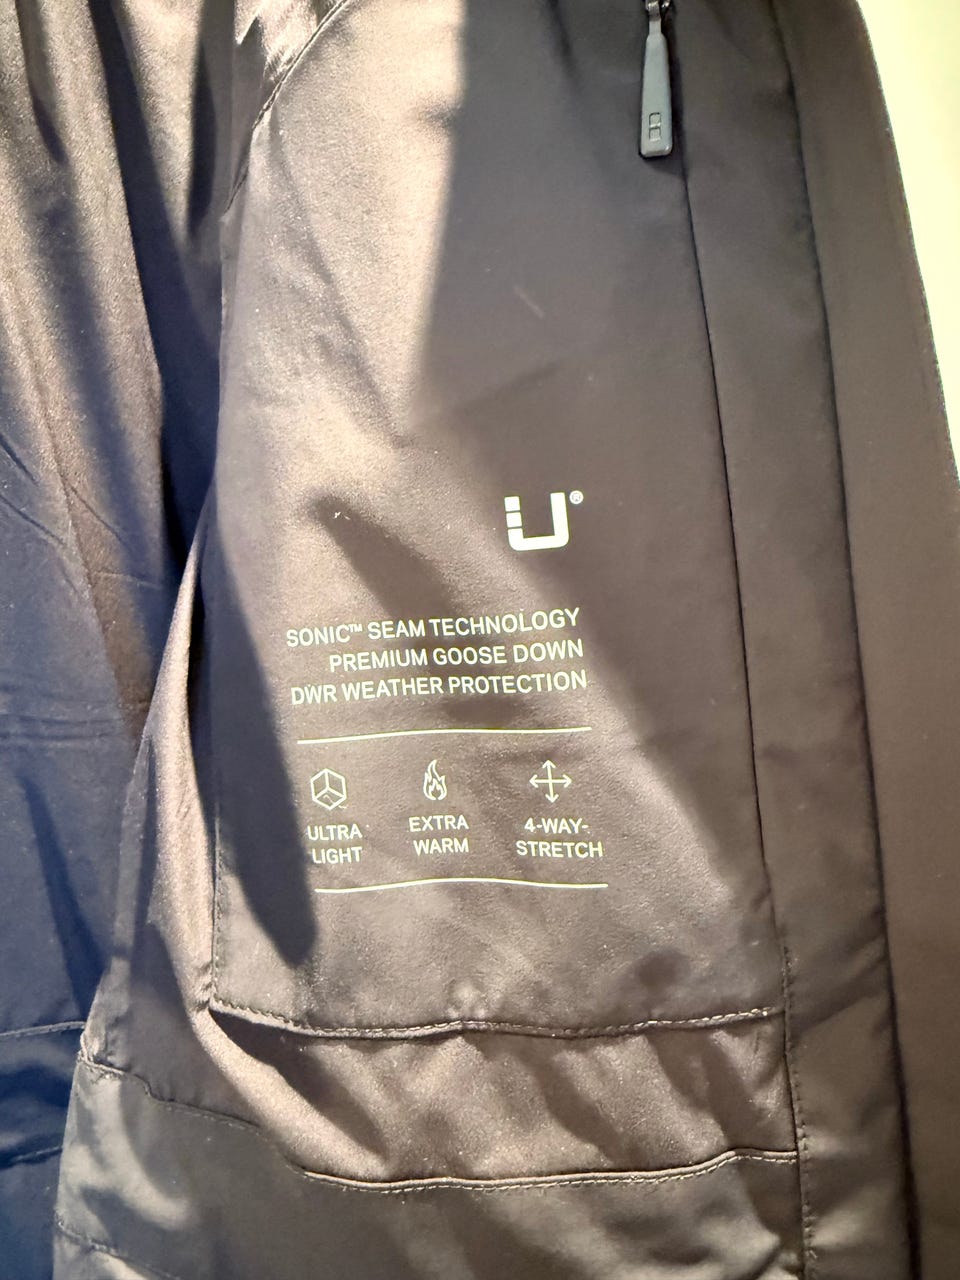 U®
SONIC™ SEAM TECHNOLOGY
PREMIUM GOOSE DOWN
DWR WEATHER PROTECTION
ULTRA LIGHT
EXTRA WARM
4-WAY-STRETCH